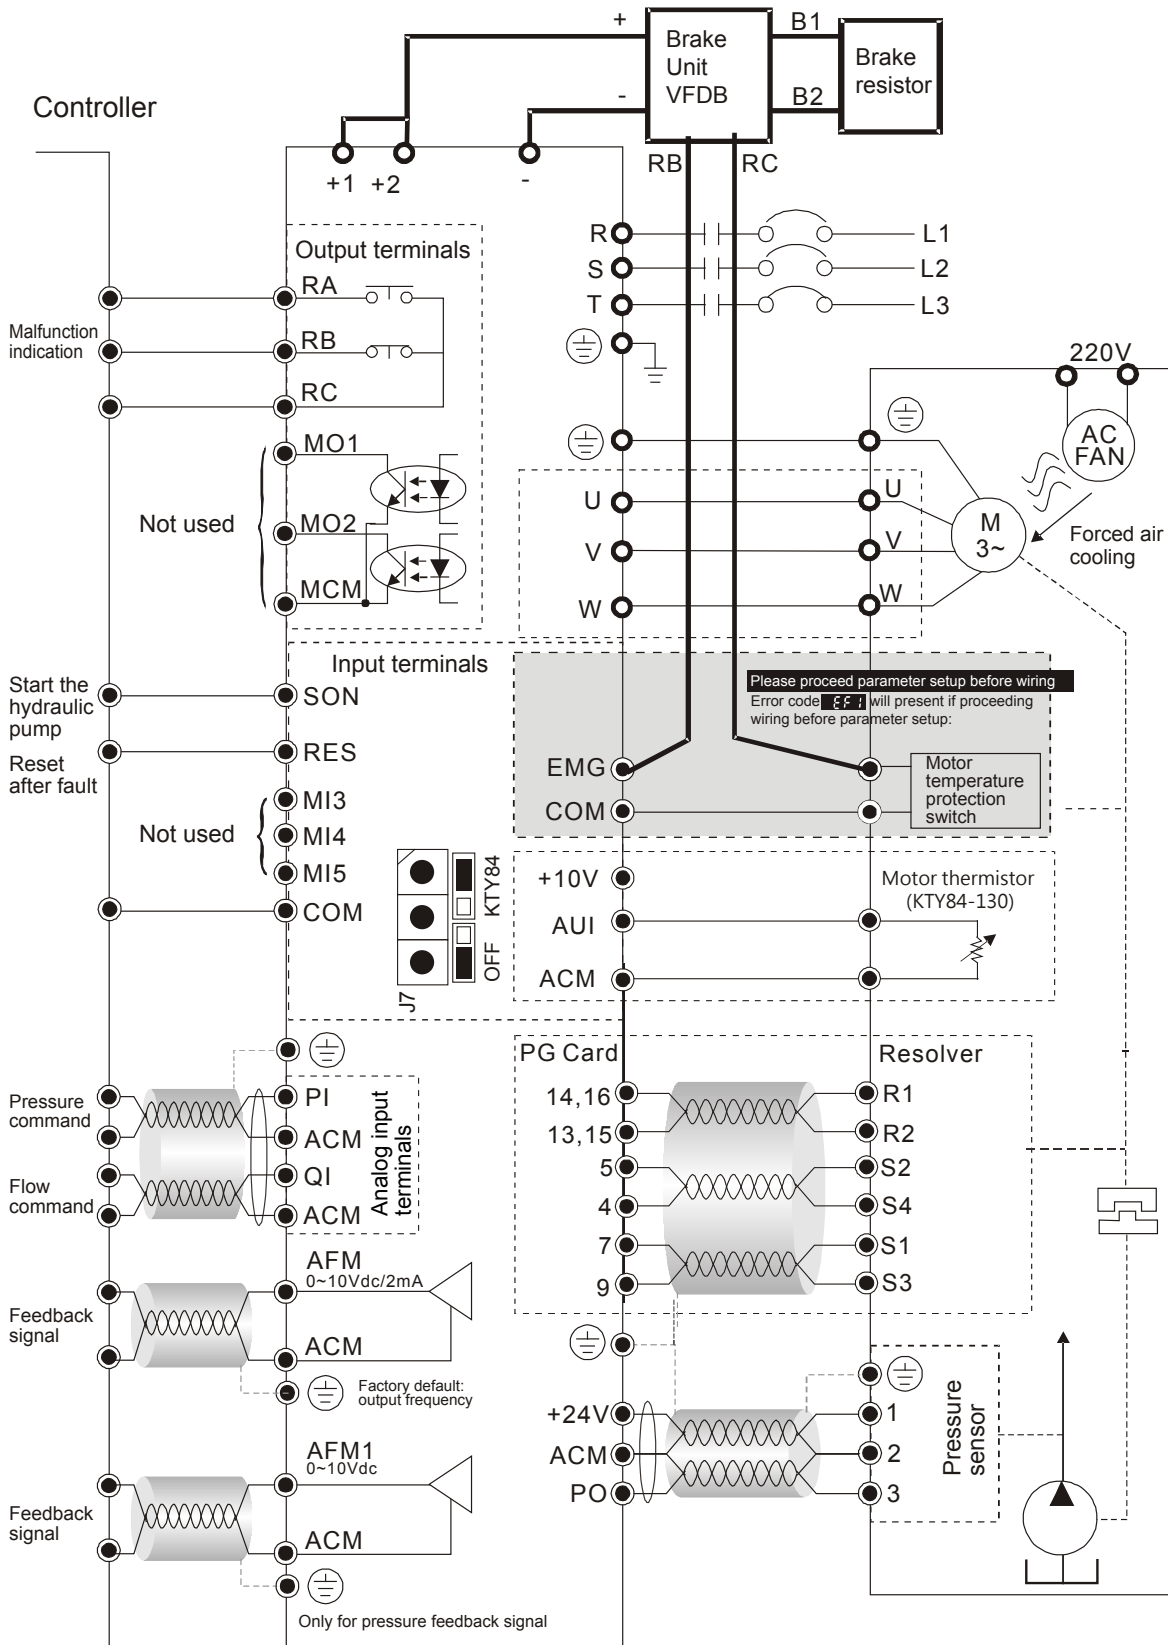 Controller
+
-
Brake
Unit
VFDB
B1
B2
Brake
resistor
+1
+2
-
RB
RC
Output terminals
R
S
T
L1
L2
L3
RA
RB
RC
Malfunction
indication
MO1
MO2
MCM
Not used
220V
AC
FAN
U
V
W
U
V
W
M
3~
Forced air
cooling
Input terminals
Start the
hydraulic
pump
SON
Reset
after fault
RES
MI3
MI4
MI5
Not used
COM
Please proceed parameter setup before wiring
Error code EF1 will present if proceeding
wiring before parameter setup:
EMG
COM
Motor
temperature
protection
switch
KTY84
OFF
J7
+10V
AUI
ACM
Motor thermistor
(KTY84-130)
PG Card
Resolver
14,16
13,15
5
4
7
9
R1
R2
S2
S4
S1
S3
Pressure
command
Flow
command
PI
ACM
QI
ACM
Analog input
terminals
AFM
0~10Vdc/2mA
ACM
Feedback
signal
Factory default:
output frequency
+24V
ACM
PO
1
2
3
Pressure
sensor
AFM1
0~10Vdc
ACM
Feedback
signal
Only for pressure feedback signal